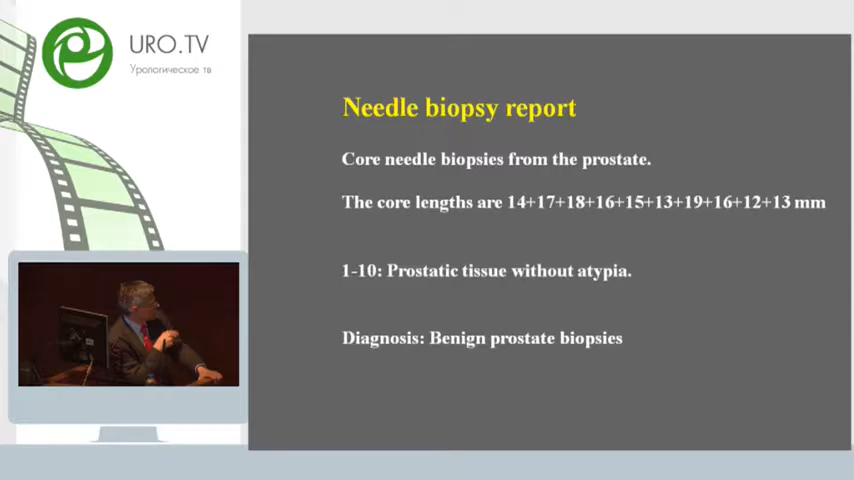 URO.TV
Урологическое тв
Needle biopsy report
Core needle biopsies from the prostate.
The core lengths are 14+17+18+16+15+13+19+16+12+13 mm
1-10: Prostatic tissue without atypia.
Diagnosis: Benign prostate biopsies